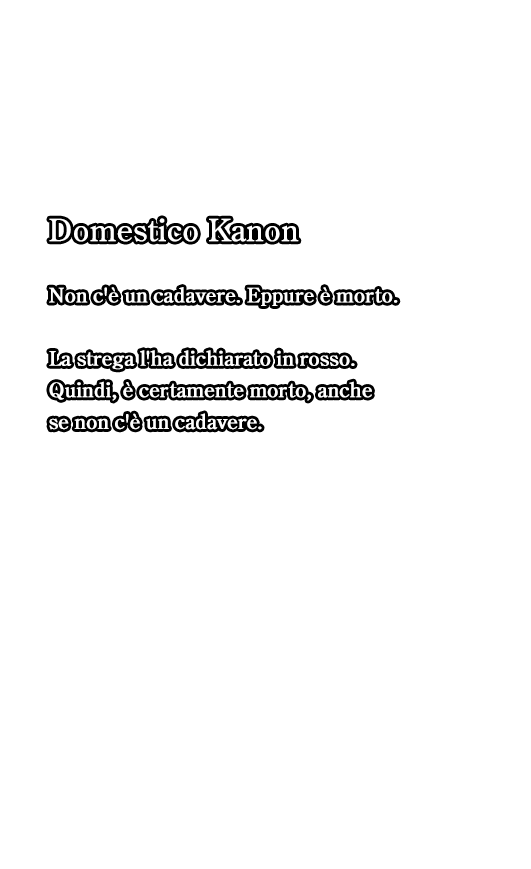 Domestico Kanon
Non c'è un cadavere. Eppure è morto.
La strega l'ha dichiarato in rosso.
Quindi, è certamente morto, anche
se non c'è un cadavere.